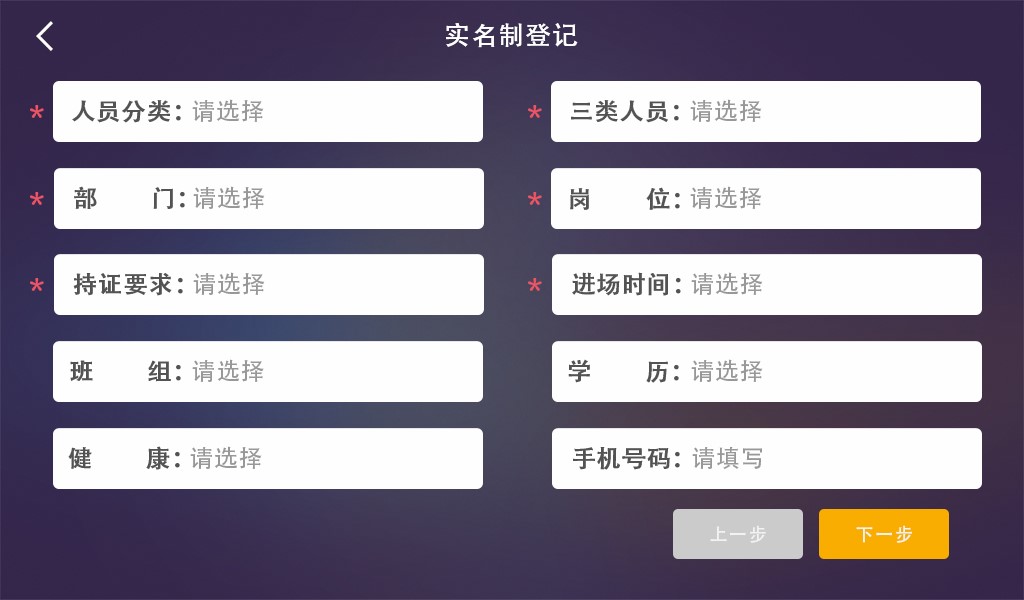 实名制登记
* 人员分类：请选择
* 三类人员：请选择
* 部 门：请选择
* 岗 位：请选择
* 持证要求：请选择
* 进场时间：请选择
班 组：请选择
学 历：请选择
健 康：请选择
手机号码：请填写
上一步
下一步